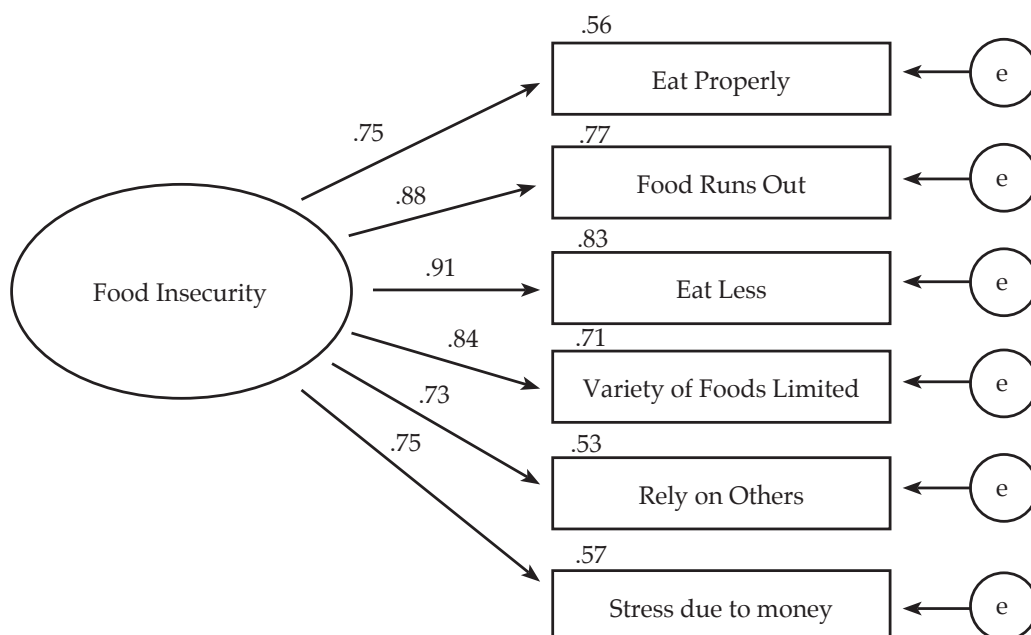 .56
Eat Properly
e
.75
.77
Food Runs Out
e
.88
.83
Food Insecurity
.91
Eat Less
e
.84
.71
Variety of Foods Limited
e
.73
.75
.53
Rely on Others
e
.57
Stress due to money
e